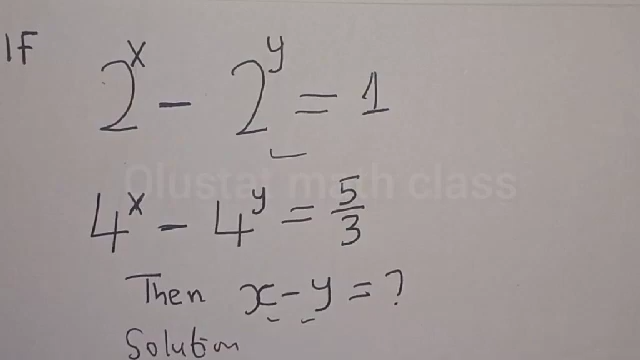 IF 2^x - 2^y = 1
Olustat math class
4^x - 4^y = 5/3
Then x - y = ?
Solution